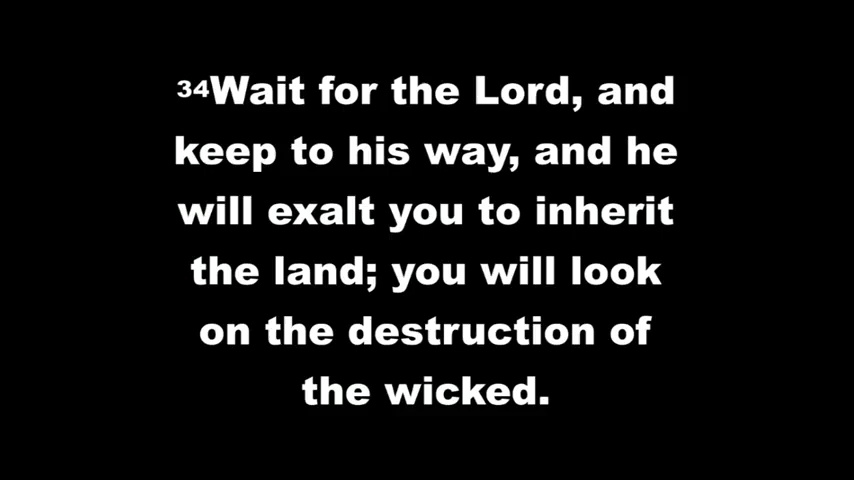 34Wait for the Lord, and
keep to his way, and he
will exalt you to inherit
the land; you will look
on the destruction of
the wicked.